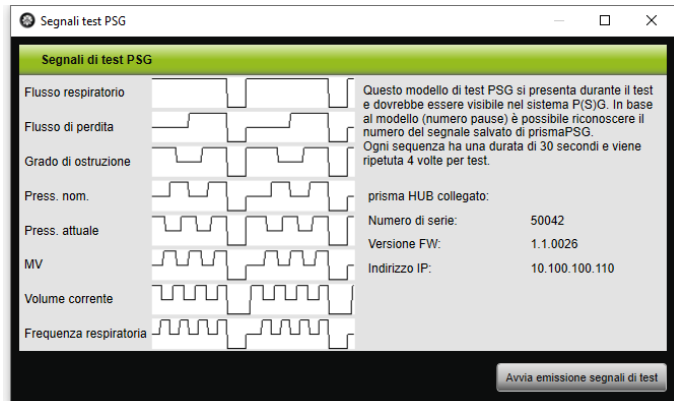 Segnali test PSG
Segnali di test PSG
Flusso respiratorio
Flusso di perdita
Grado di ostruzione
Press. nom.
Press. attuale
MV
Volume corrente
Frequenza respiratoria
Questo modello di test PSG si presenta durante il test
e dovrebbe essere visibile nel sistema P(S)G. In base
al modello (numero pause) è possibile riconoscere il
numero del segnale salvato di prismaPSG.
Ogni sequenza ha una durata di 30 secondi e viene
ripetuta 4 volte per test.
prisma HUB collegato:
Numero di serie: 50042
Versione FW: 1.1.0026
Indirizzo IP: 10.100.100.110
Avvia emissione segnali di test